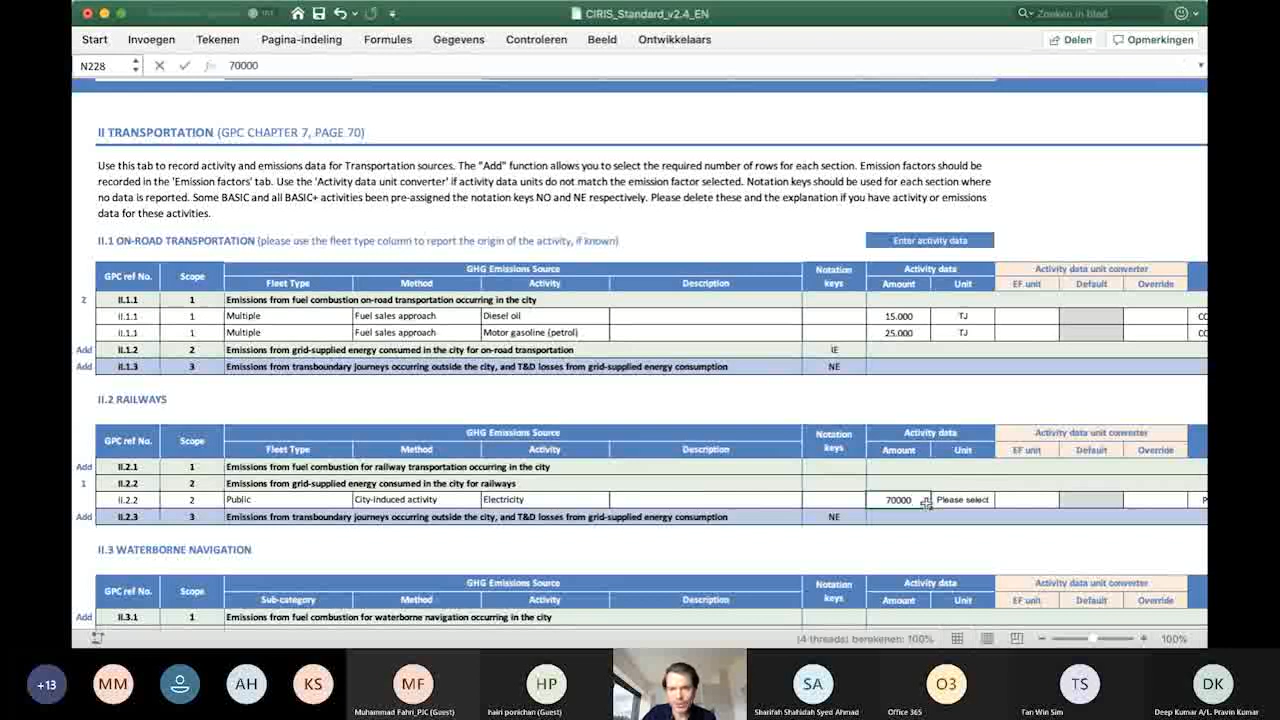 CIRIS_Standard_v2.4_EN
Zoeken in blad
Start Invoegen Tekenen Pagina-indeling Formules Gegevens Controleren Beeld Ontwikkelaars Delen Opmerkingen
N228 fx 70000
II TRANSPORTATION (GPC CHAPTER 7, PAGE 70)
Use this tab to record activity and emissions data for Transportation sources. The "Add" function allows you to select the required number of rows for each section. Emission factors should be
recorded in the 'Emission factors' tab. Use the 'Activity data unit converter' if activity data units do not match the emission factor selected. Notation keys should be used for each section where
no data is reported. Some BASIC and all BASIC+ activities been pre-assigned the notation keys NO and NE respectively. Please delete these and the explanation if you have activity or emissions
data for these activities.
II.1 ON-ROAD TRANSPORTATION (please use the fleet type column to report the origin of the activity, if known) Enter activity data
GPC ref No. Scope GHG Emissions Source Notation keys Activity data Activity data unit converter
Fleet Type Method Activity Description Amount Unit EF unit Default Override
2 II.1.1 1 Emissions from fuel combustion on-road transportation occurring in the city
II.1.1 1 Multiple Fuel sales approach Diesel oil 15.000 TJ
II.1.1 1 Multiple Fuel sales approach Motor gasoline (petrol) 25.000 TJ
Add II.1.2 2 Emissions from grid-supplied energy consumed in the city for on-road transportation IE
Add II.1.3 3 Emissions from transboundary journeys occurring outside the city, and T&D losses from grid-supplied energy consumption NE
II.2 RAILWAYS
GPC ref No. Scope GHG Emissions Source Notation keys Activity data Activity data unit converter
Fleet Type Method Activity Description Amount Unit EF unit Default Override
Add II.2.1 1 Emissions from fuel combustion for railway transportation occurring in the city
1 II.2.2 2 Emissions from grid-supplied energy consumed in the city for railways
II.2.2 2 Public City-induced activity Electricity 70000 Please select
Add II.2.3 3 Emissions from transboundary journeys occurring outside the city, and T&D losses from grid-supplied energy consumption NE
II.3 WATERBORNE NAVIGATION
GPC ref No. Scope GHG Emissions Source Notation keys Activity data Activity data unit converter
Sub-category Method Activity Description Amount Unit EF unit Default Override
Add II.3.1 1 Emissions from fuel combustion for waterborne navigation occurring in the city
(4 threads) berekenen: 100% 100%
+13 MM AH KS MF HP SA O3 TS DK
Muhammad Fahri_PJC (Guest) hairi ponichan (Guest) Sharifah Shahidah Syed Ahmad Office 365 Tan Win Sim Deep Kumar A/L. Pravin Kumar